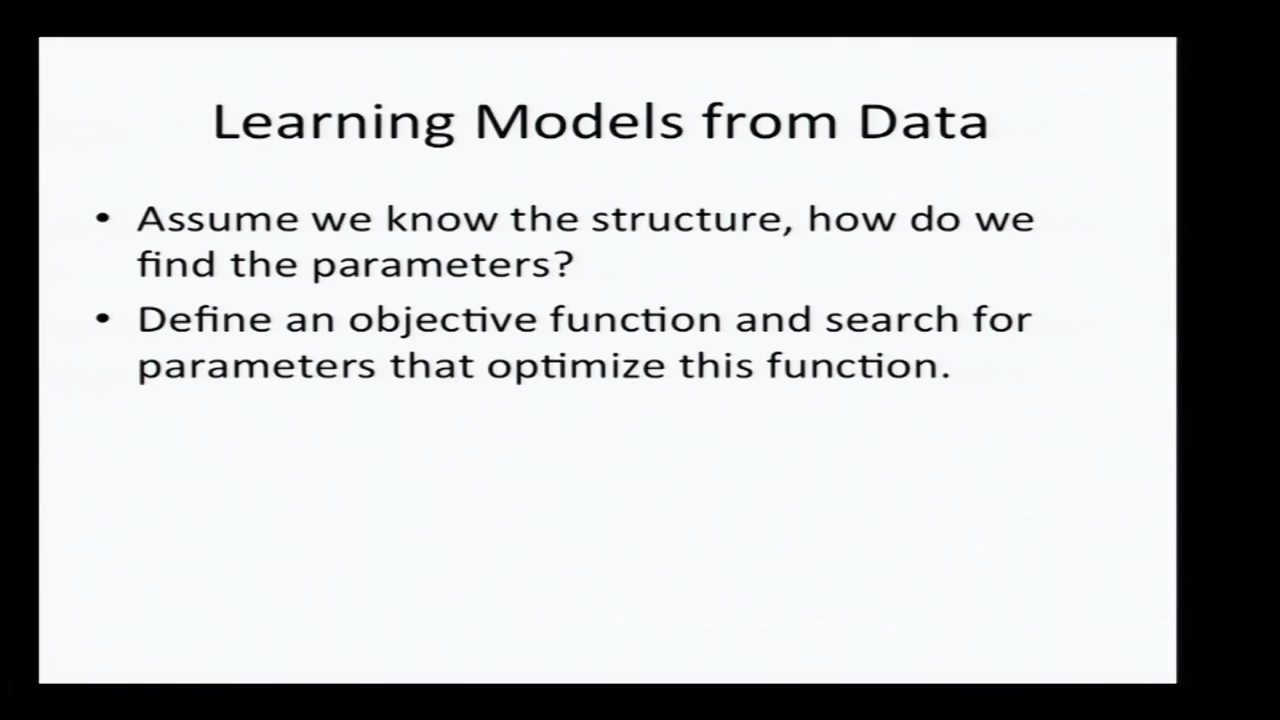 Learning Models from Data
• Assume we know the structure, how do we
find the parameters?
• Define an objective function and search for
parameters that optimize this function.